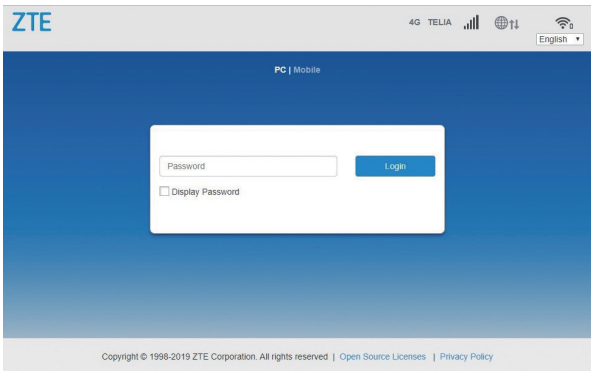 ZTE
4G TELIA
English
PC | Mobile
Password
Login
Display Password
Copyright © 1998-2019 ZTE Corporation. All rights reserved | Open Source Licenses | Privacy Policy